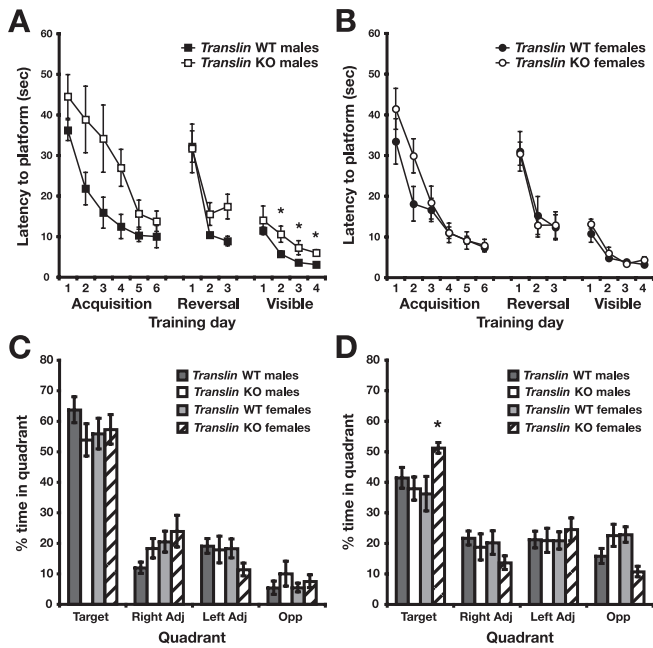 A
60
50
40
30
20
10
0
Latency to platform (sec)
Translin WT males
Translin KO males
* * *
1 2 3 4 5 6 1 2 3 1 2 3 4
Acquisition Reversal Visible
Training day
B
60
50
40
30
20
10
0
Latency to platform (sec)
Translin WT females
Translin KO females
1 2 3 4 5 6 1 2 3 1 2 3 4
Acquisition Reversal Visible
Training day
C
80
70
60
50
40
30
20
10
0
% time in quadrant
Translin WT males
Translin KO males
Translin WT females
Translin KO females
Target Right Adj Left Adj Opp
Quadrant
D
80
70
60
50
40
30
20
10
0
% time in quadrant
Translin WT males
Translin KO males
Translin WT females
Translin KO females
*
Target Right Adj Left Adj Opp
Quadrant